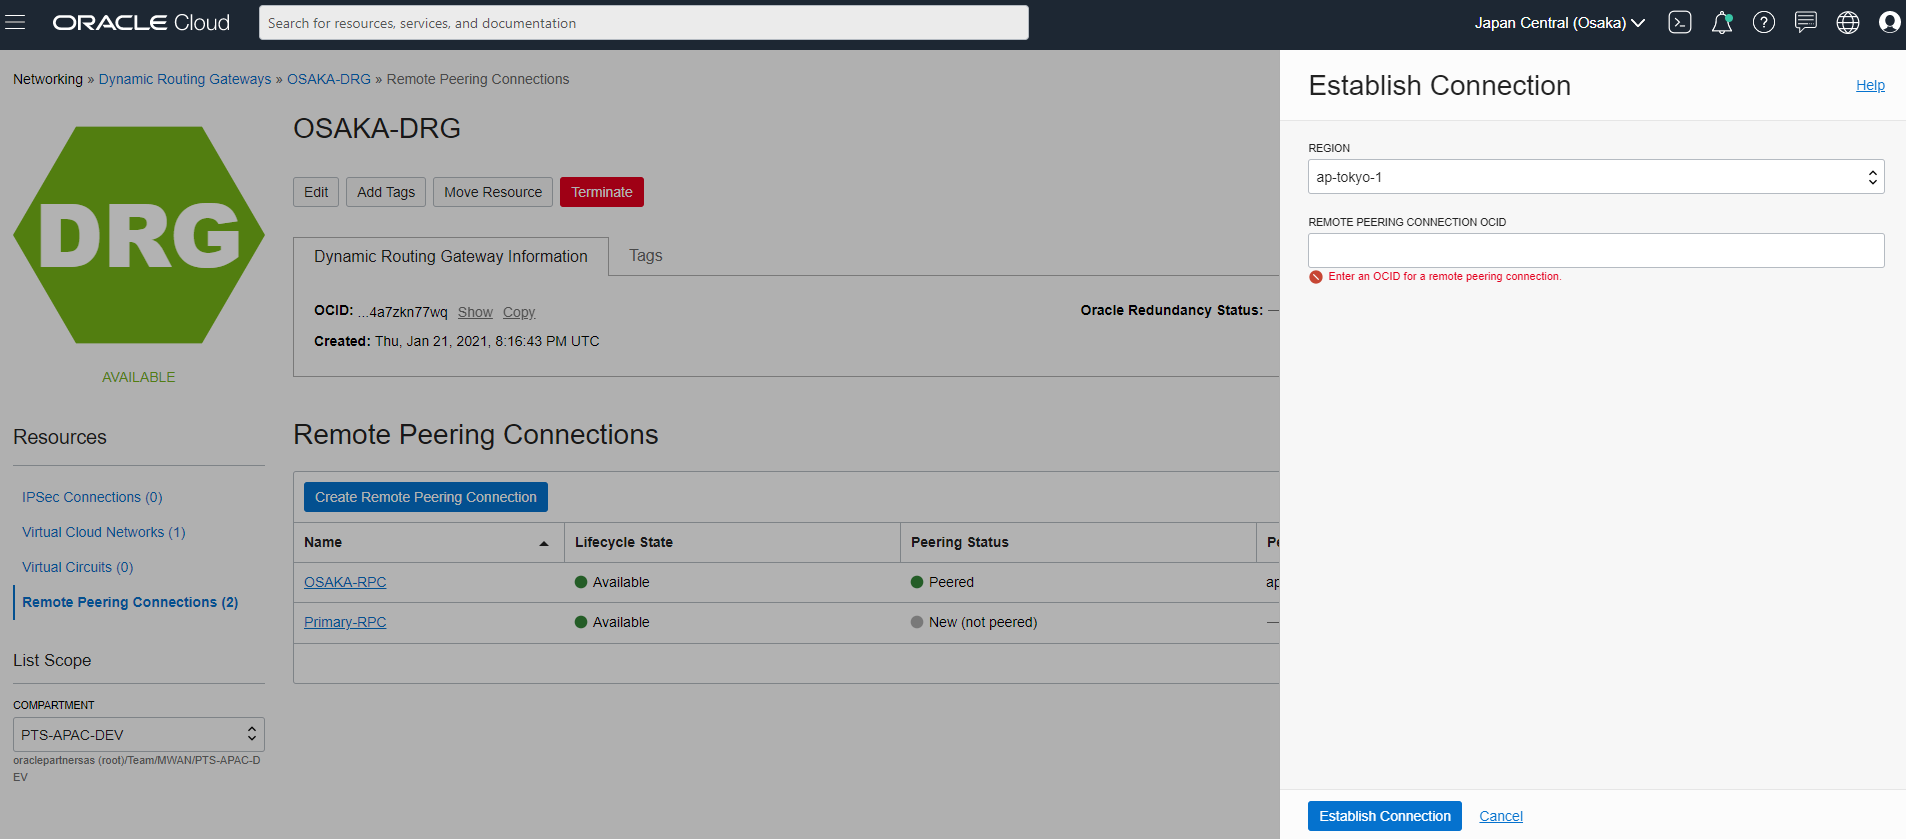 ORACLE Cloud
Search for resources, services, and documentation
Japan Central (Osaka)
Networking » Dynamic Routing Gateways » OSAKA-DRG » Remote Peering Connections
DRG
AVAILABLE
OSAKA-DRG
Edit
Add Tags
Move Resource
Terminate
Dynamic Routing Gateway Information
Tags
OCID: ...4a7zkn77wq Show Copy
Oracle Redundancy Status: —
Created: Thu, Jan 21, 2021, 8:16:43 PM UTC
Resources
IPSec Connections (0)
Virtual Cloud Networks (1)
Virtual Circuits (0)
Remote Peering Connections (2)
List Scope
COMPARTMENT
PTS-APAC-DEV
oraclepartnersas (root)/Team/MWAN/PTS-APAC-D
EV
Remote Peering Connections
Create Remote Peering Connection
Name Lifecycle State Peering Status Pe
OSAKA-RPC Available Peered ap
Primary-RPC Available New (not peered) —
Establish Connection
Help
REGION
ap-tokyo-1
REMOTE PEERING CONNECTION OCID
Enter an OCID for a remote peering connection.
Establish Connection
Cancel